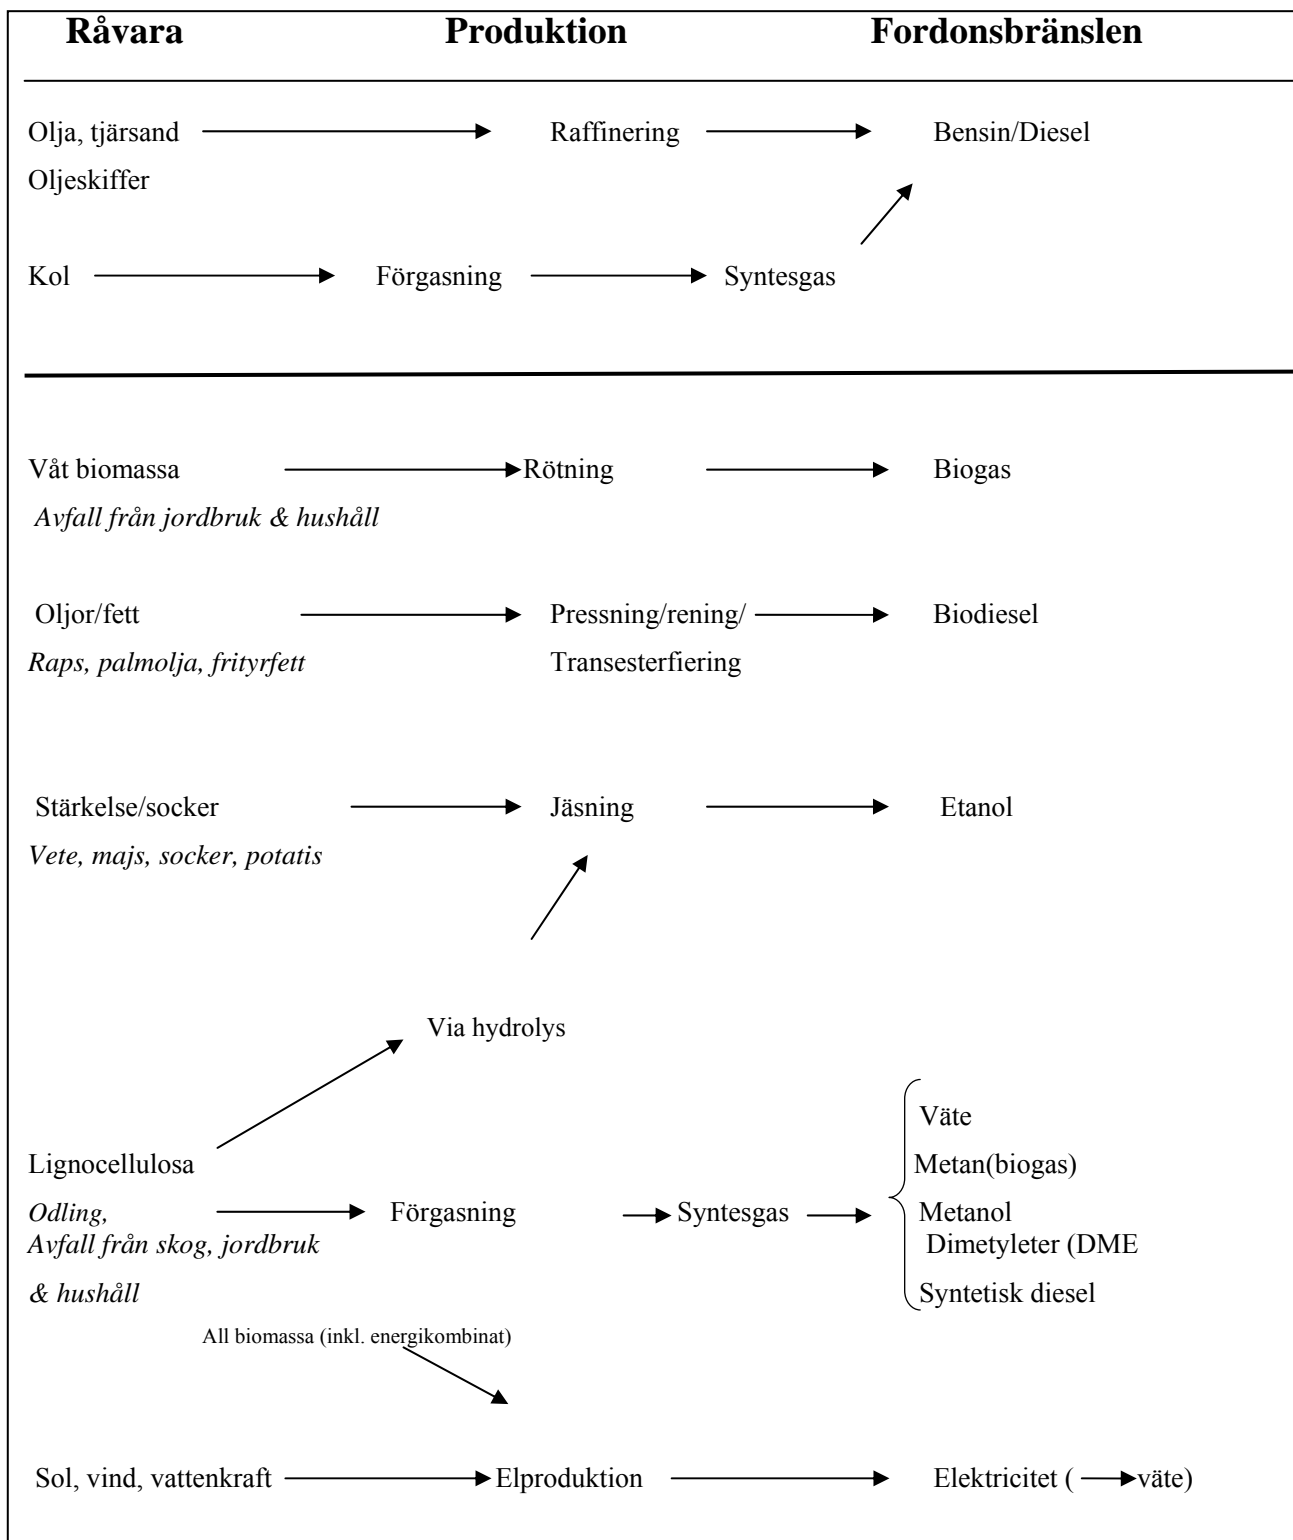 Råvara Produktion Fordonsbränslen
Olja, tjärsand Raffinering Bensin/Diesel
Oljeskiffer
Kol Förgasning Syntesgas
Våt biomassa Rötning Biogas
Avfall från jordbruk & hushåll
Oljor/fett Pressning/rening/ Biodiesel
Raps, palmolja, frityrfett Transesterfiering
Stärkelse/socker Jäsning Etanol
Vete, majs, socker, potatis
Via hydrolys
Väte
Lignocellulosa Metan(biogas)
Odling, Förgasning Syntesgas Metanol
Avfall från skog, jordbruk Dimetyleter (DME
& hushåll Syntetisk diesel
All biomassa (inkl. energikombinat)
Sol, vind, vattenkraft Elproduktion Elektricitet ( väte)